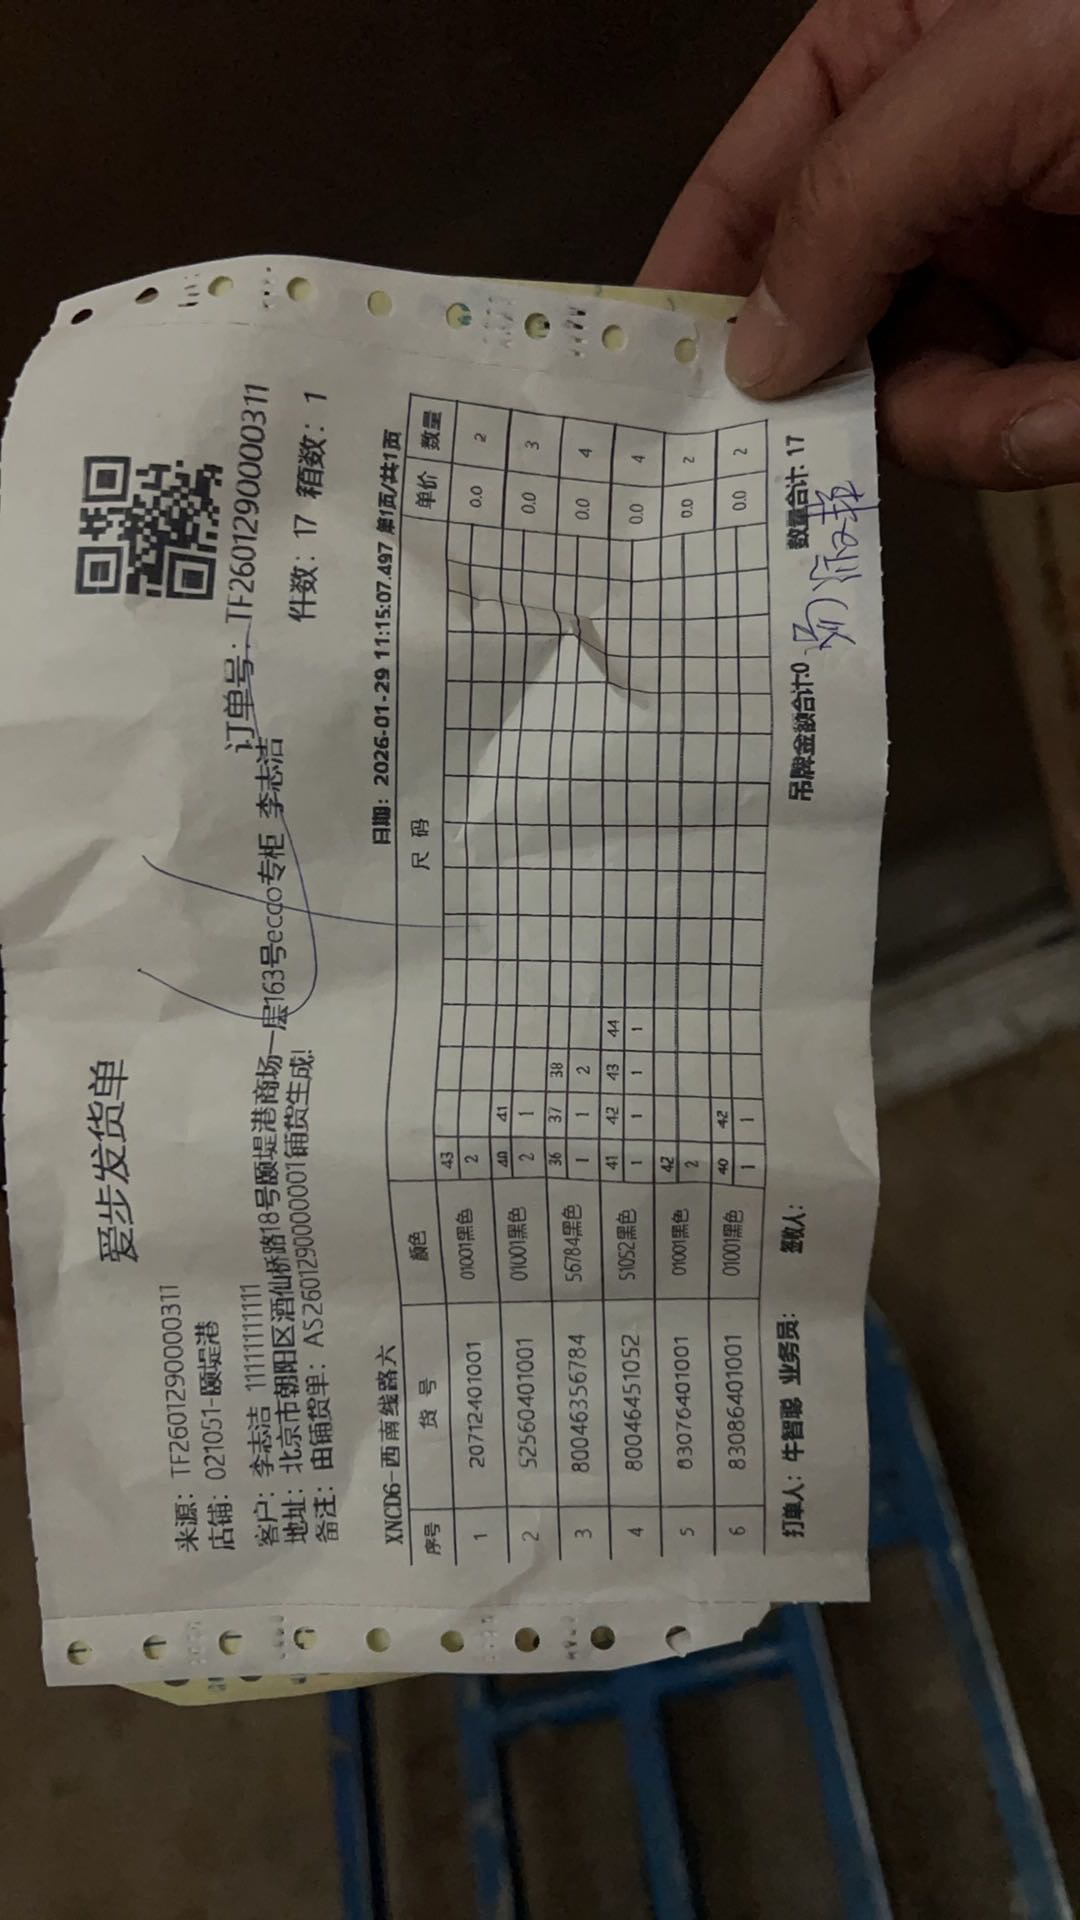 爱步发货单
来源：TF260129000031​1
店铺：021051-颐堤港
订单号：TF260129000311
客户：李志洁 11111111111
件数：17 箱数：1
地址：北京市朝阳区酒仙桥路18号颐堤港商场一层163号ecco专柜 李志洁
备注：由铺货单：AS260129000001铺货生成!
XNCD6-西南线路六 日期：2026-01-29 11:15:07.497 第1页/共1页
序号 货号 颜色 尺码 单价 数量
43
1 20712401001 01001黑色 2 0.0 2
40 41
2 52560401001 01001黑色 2 1 0.0 3
36 37 38
3 80046356784 56784黑色 1 1 2 0.0 4
41 42 43 44
4 80046451052 51052黑色 1 1 1 1 0.0 4
42
5 83076401001 01001黑色 2 0.0 2
40 42
6 83086401001 01001黑色 1 1 0.0 2
打单人：牛智聪 业务员： 签收人： 吊牌金额合计:0 数量合计: 17